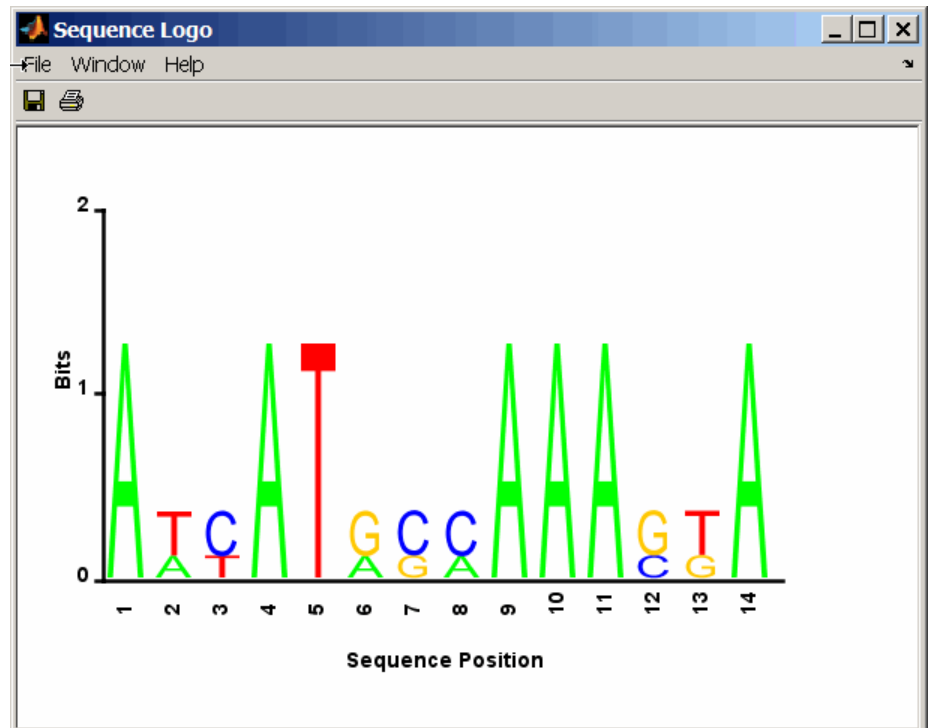 Sequence Logo
File Window Help
2
Bits
1
0
A T C A T G C C A A A G T A
A T A G A C G
1 2 3 4 5 6 7 8 9 10 11 12 13 14
Sequence Position